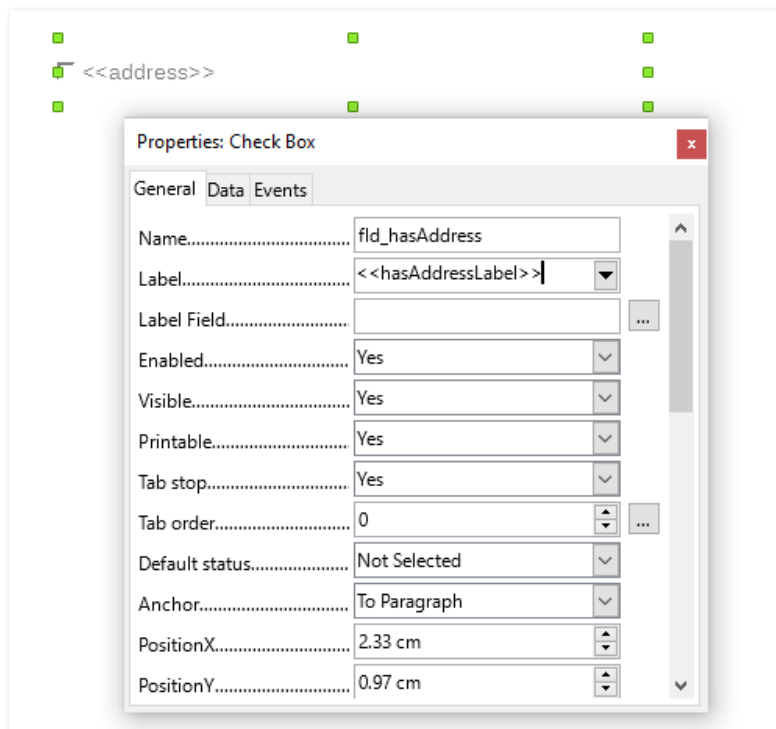 <<address>>
Properties: Check Box
x
General Data Events
Name................................. fld_hasAddress
Label................................. <<hasAddressLabel>>
Label Field......................... ...
Enabled............................. Yes
Visible............................... Yes
Printable........................... Yes
Tab stop............................ Yes
Tab order.......................... 0 ...
Default status................... Not Selected
Anchor.............................. To Paragraph
PositionX........................... 2.33 cm
PositionY........................... 0.97 cm